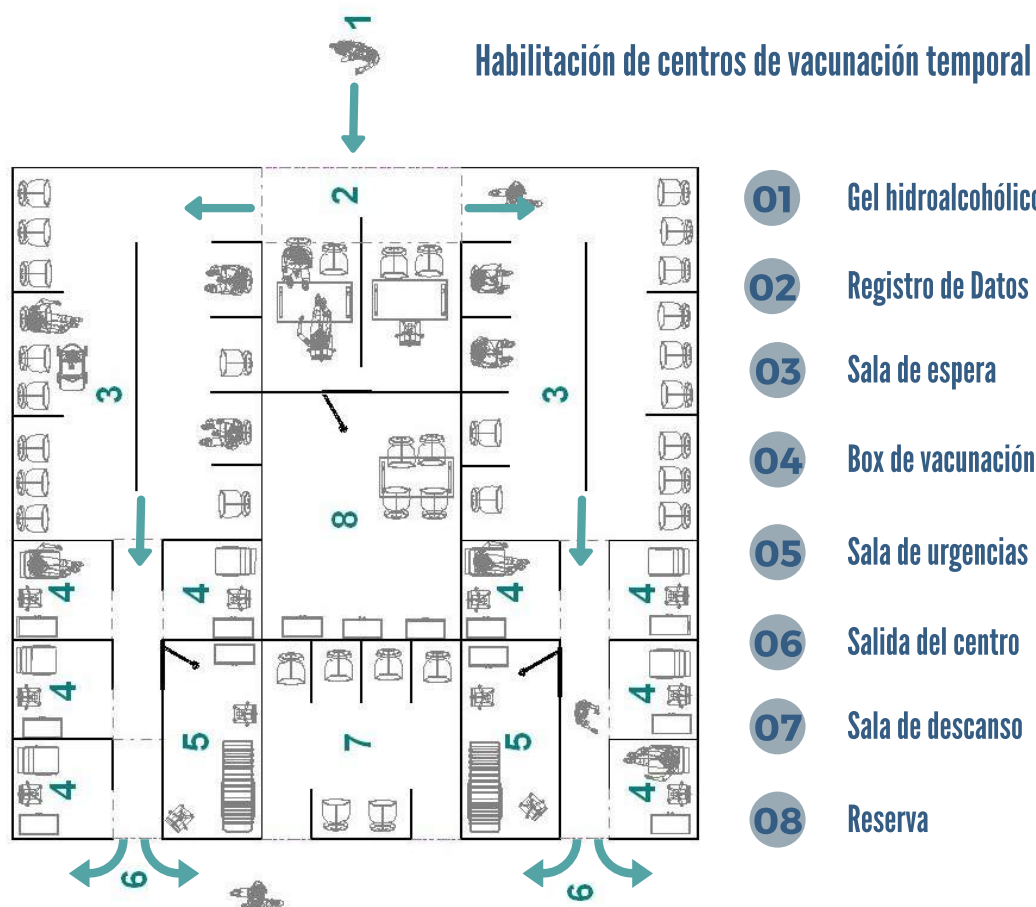 1
Habilitación de centros de vacunación temporal
2
01 Gel hidroalcohólico
02 Registro de Datos
3 3
03 Sala de espera
04 Box de vacunación
8
4 4 4 4
05 Sala de urgencias
06 Salida del centro
4 4
5 7 5
07 Sala de descanso
4 4
08 Reserva
6 6